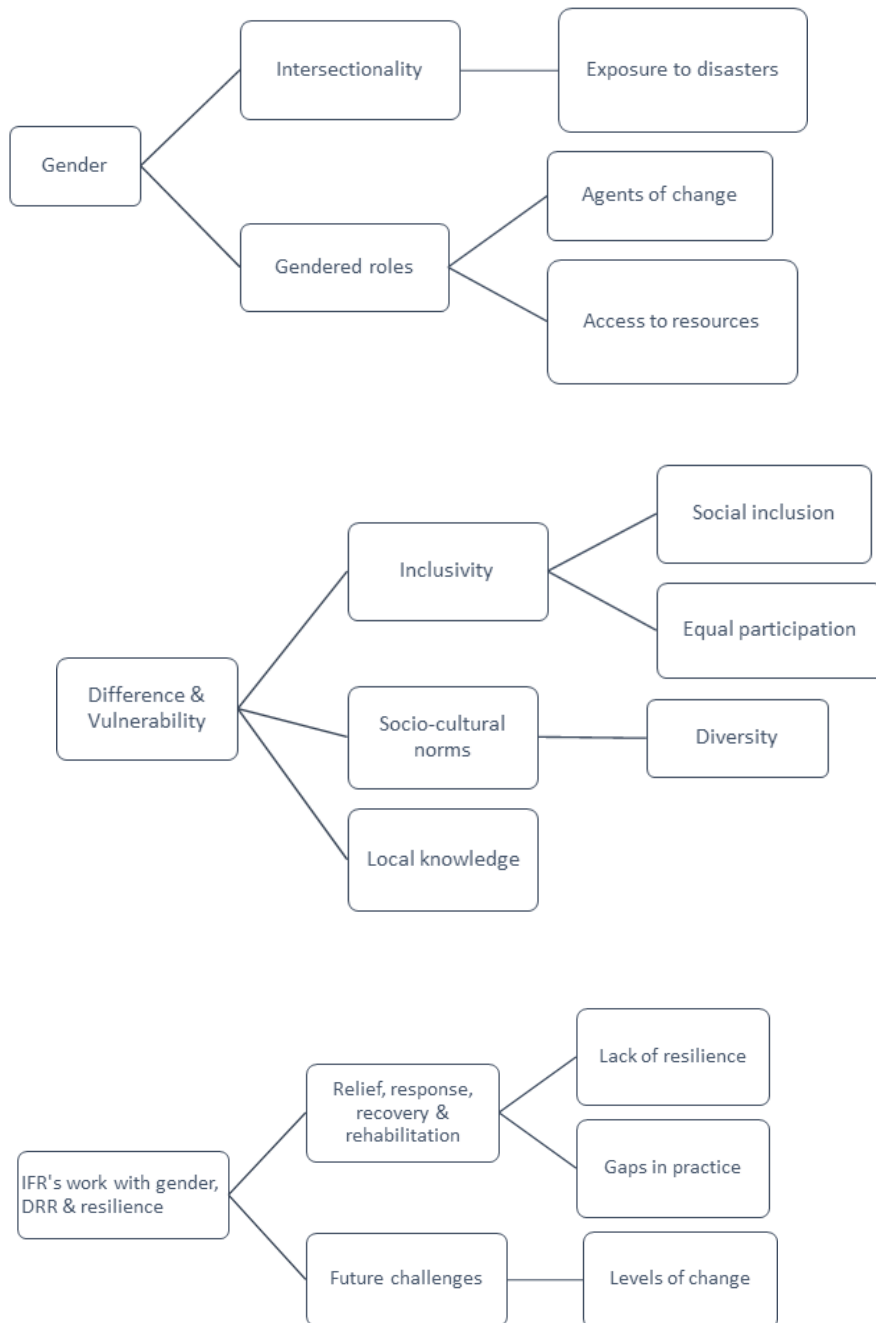 Gender
Intersectionality
Exposure to disasters
Gendered roles
Agents of change
Access to resources
Difference &
Vulnerability
Inclusivity
Social inclusion
Equal participation
Socio-cultural
norms
Diversity
Local knowledge
IFR's work with gender,
DRR & resilience
Relief, response,
recovery &
rehabilitation
Lack of resilience
Gaps in practice
Future challenges
Levels of change